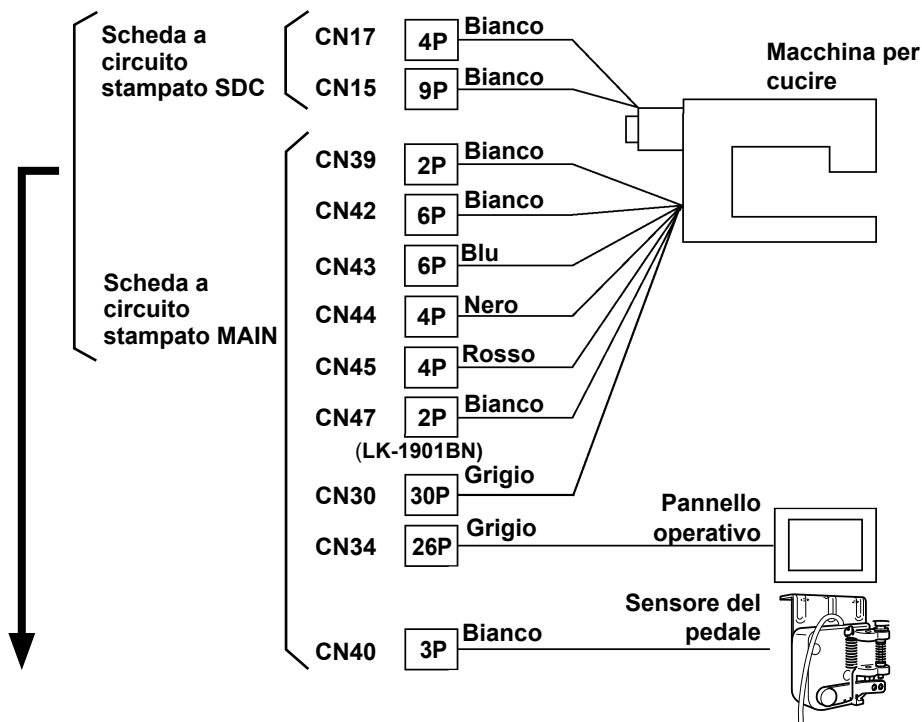 Scheda a
circuito
stampato SDC
CN17 4P Bianco
CN15 9P Bianco
Macchina per
cucire
Scheda a
circuito
stampato MAIN
CN39 2P Bianco
CN42 6P Bianco
CN43 6P Blu
CN44 4P Nero
CN45 4P Rosso
CN47 2P Bianco
(LK-1901BN)
CN30 30P Grigio
CN34 26P Grigio
Pannello
operativo
CN40 3P Bianco
Sensore del
pedale